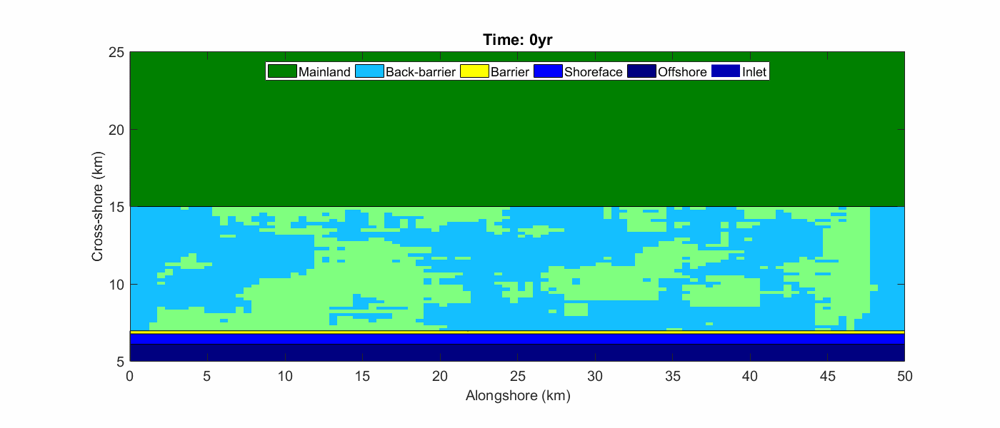 Time: 0yr
25
Mainland Back-barrier Barrier Shoreface Offshore Inlet
20
Cross-shore (km)
15
10
5
0 5 10 15 20 25 30 35 40 45 50
Alongshore (km)